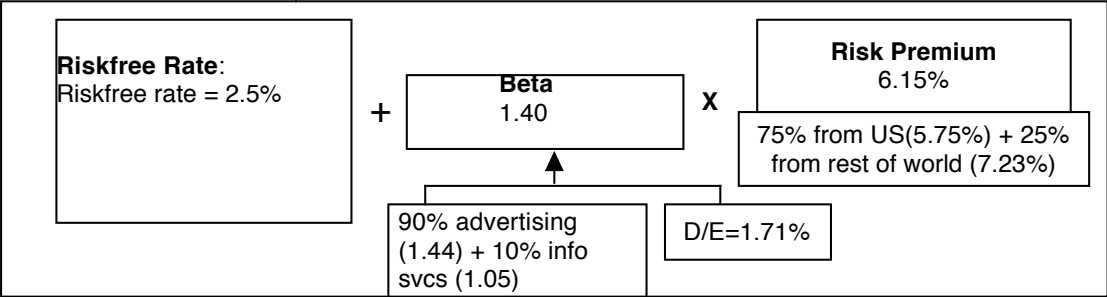 Riskfree Rate:
Riskfree rate = 2.5%
+
Beta
1.40
X
Risk Premium
6.15%
75% from US(5.75%) + 25%
from rest of world (7.23%)
90% advertising
(1.44) + 10% info
svcs (1.05)
D/E=1.71%